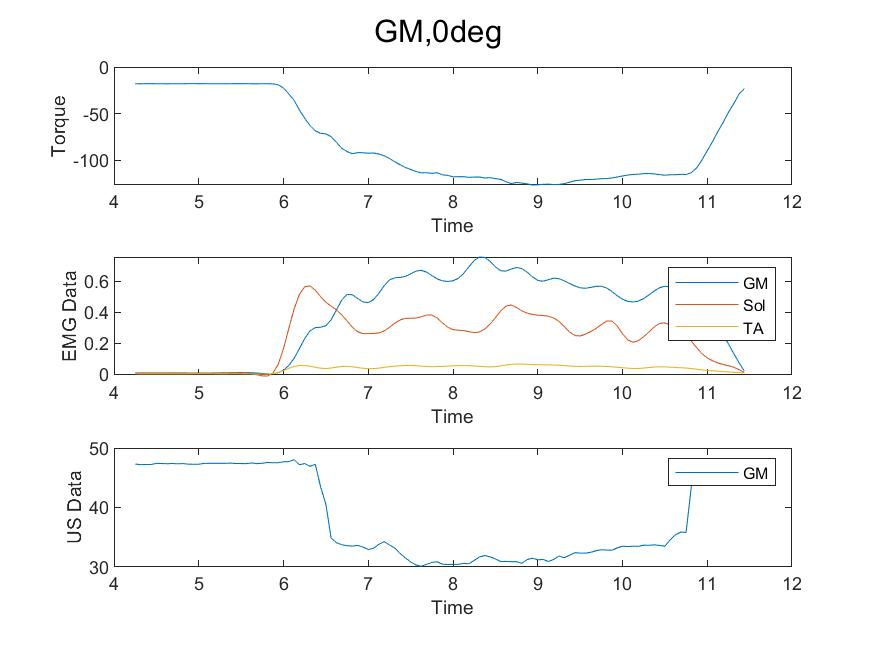 GM,0deg
0
-50
-100
Torque
4 5 6 7 8 9 10 11 12
Time
0.6
0.4
0.2
0
EMG Data
GM
Sol
TA
4 5 6 7 8 9 10 11 12
Time
50
40
30
US Data
GM
4 5 6 7 8 9 10 11 12
Time